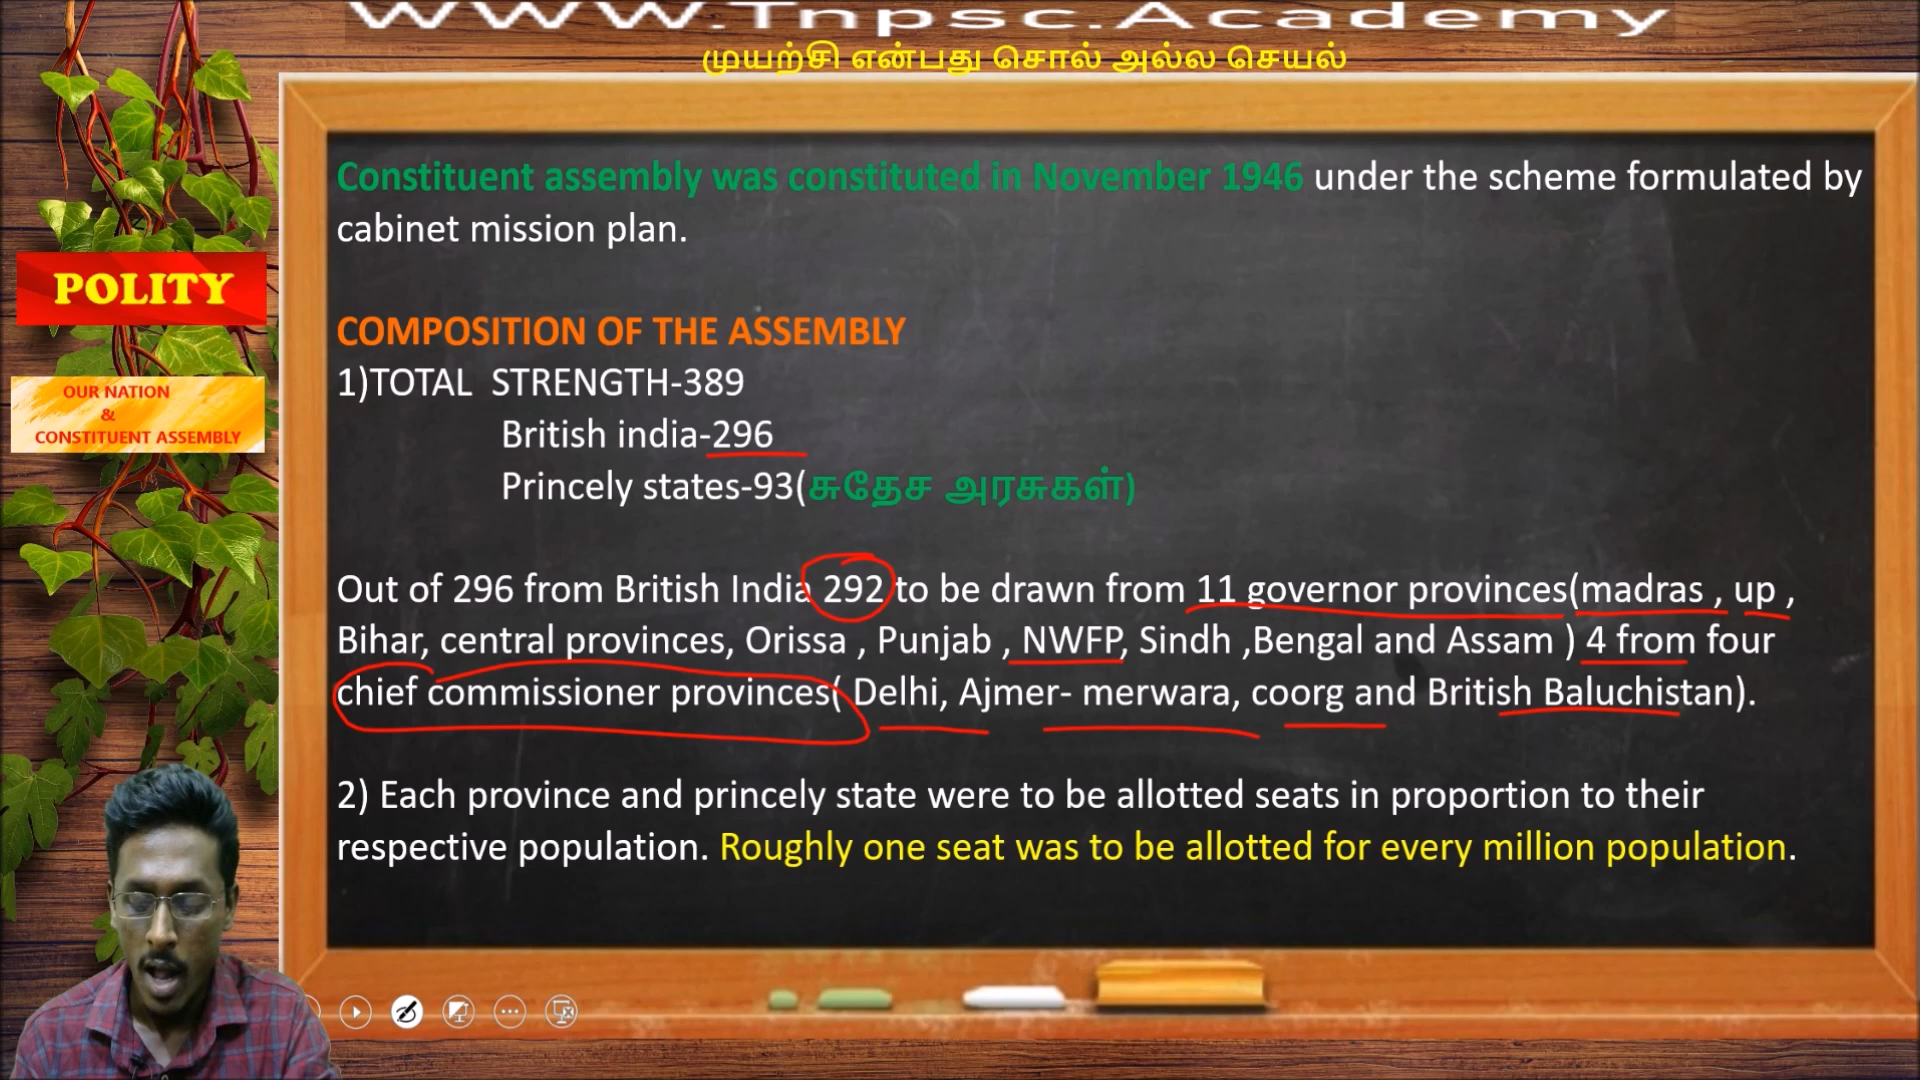 WWW.Tnpsc.Academy
முயற்சி என்பது சொல் அல்ல செயல்
Constituent assembly was constituted in November 1946 under the scheme formulated by
cabinet mission plan.
POLITY
COMPOSITION OF THE ASSEMBLY
1)TOTAL STRENGTH-389
OUR NATION
&
CONSTITUENT ASSEMBLY
British india-296
Princely states-93(சுதேச அரசுகள்)
Out of 296 from British India 292 to be drawn from 11 governor provinces(madras , up ,
Bihar, central provinces, Orissa , Punjab , NWFP, Sindh ,Bengal and Assam ) 4 from four
chief commissioner provinces( Delhi, Ajmer- merwara, coorg and British Baluchistan).
2) Each province and princely state were to be allotted seats in proportion to their
respective population. Roughly one seat was to be allotted for every million population.